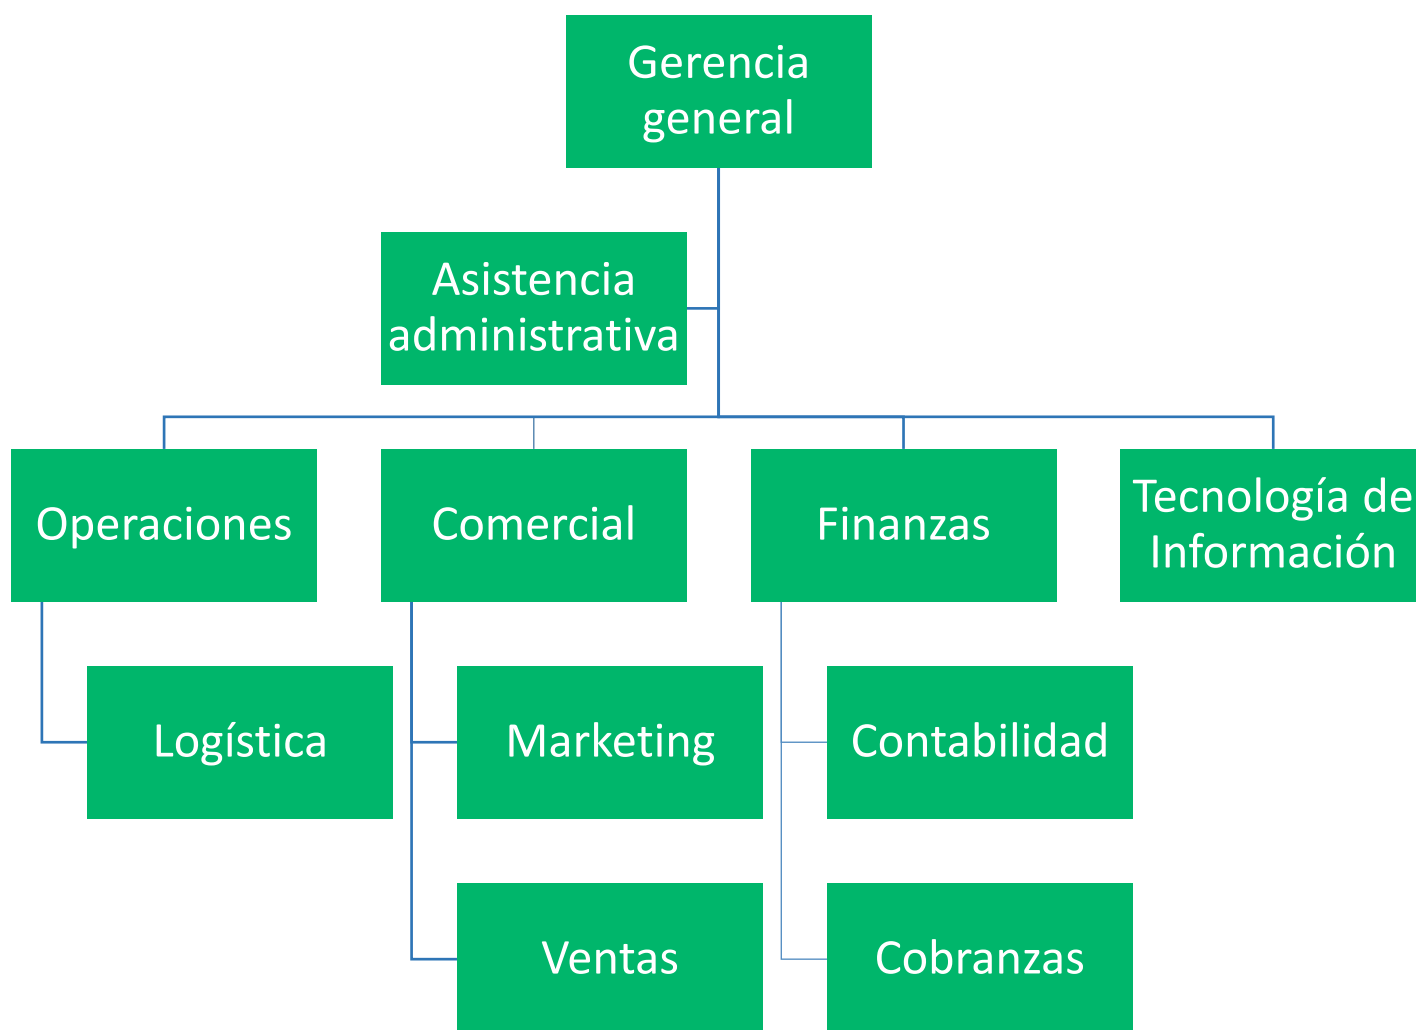 Gerencia
general
Asistencia
administrativa
Operaciones
Comercial
Finanzas
Tecnología de
Información
Logística
Marketing
Contabilidad
Ventas
Cobranzas